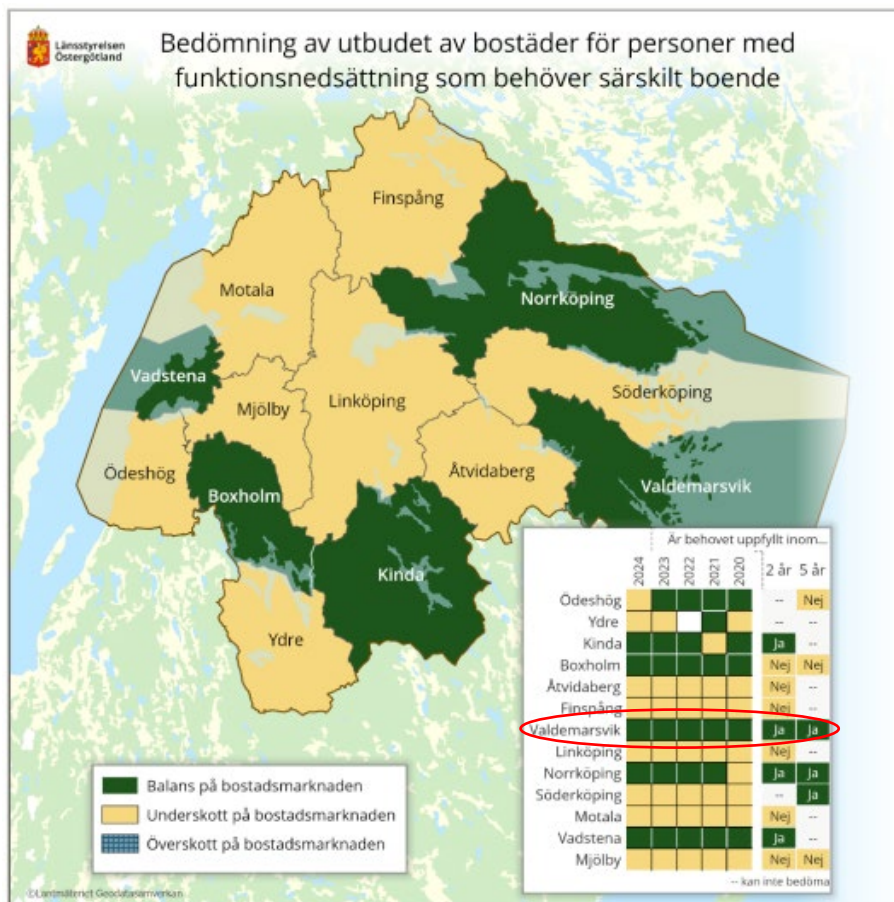 Länsstyrelsen
Östergötland
Bedömning av utbudet av bostäder för personer med
funktionsnedsättning som behöver särskilt boende
Finspång
Motala
Norrköping
Vadstena
Mjölby
Linköping
Söderköping
Ödeshög
Boxholm
Åtvidaberg
Valdemarsvik
Kinda
Ydre
Är behovet uppfyllt inom...
2024 2023 2022 2021 2020 2 år 5 år
Ödeshög -- Nej
Ydre -- --
Kinda Ja --
Boxholm Nej Nej
Åtvidaberg Nej --
Finspång Nej --
Valdemarsvik Ja Ja
Linköping Nej --
Norrköping Ja Ja
Söderköping -- Ja
Motala Nej --
Vadstena Ja --
Mjölby Nej Nej
-- kan inte bedöma
Balans på bostadsmarknaden
Underskott på bostadsmarknaden
Överskott på bostadsmarknaden
©Lantmäteriet Geodatasamverkan